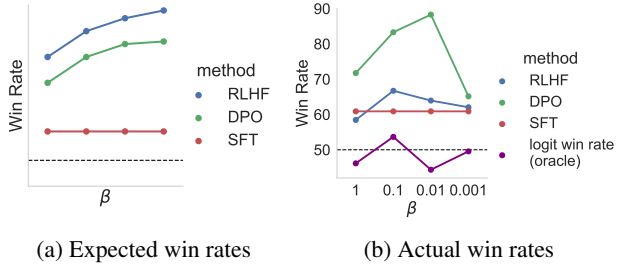 Win Rate
β
method
RLHF
DPO
SFT
(a) Expected win rates
90
80
70
60
50
Win Rate
1 0.1 0.01 0.001
β
method
RLHF
DPO
SFT
logit win rate
(oracle)
(b) Actual win rates